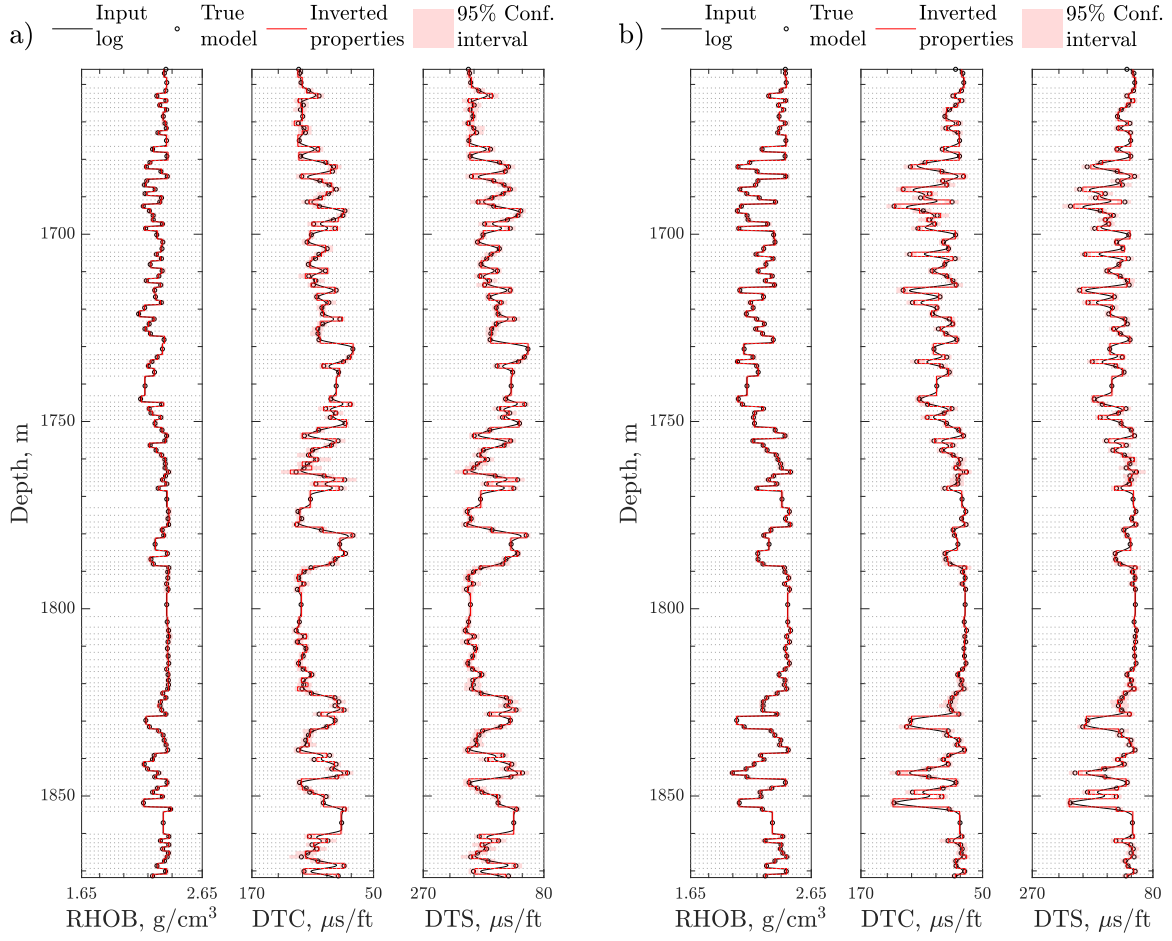 a)
Input
log
True
model
Inverted
properties
95% Conf.
interval
b)
Input
log
True
model
Inverted
properties
95% Conf.
interval
Depth, m
1700
1750
1800
1850
1.65 2.65
RHOB, g/cm³
170 50
DTC, μs/ft
270 80
DTS, μs/ft
Depth, m
1700
1750
1800
1850
1.65 2.65
RHOB, g/cm³
170 50
DTC, μs/ft
270 80
DTS, μs/ft